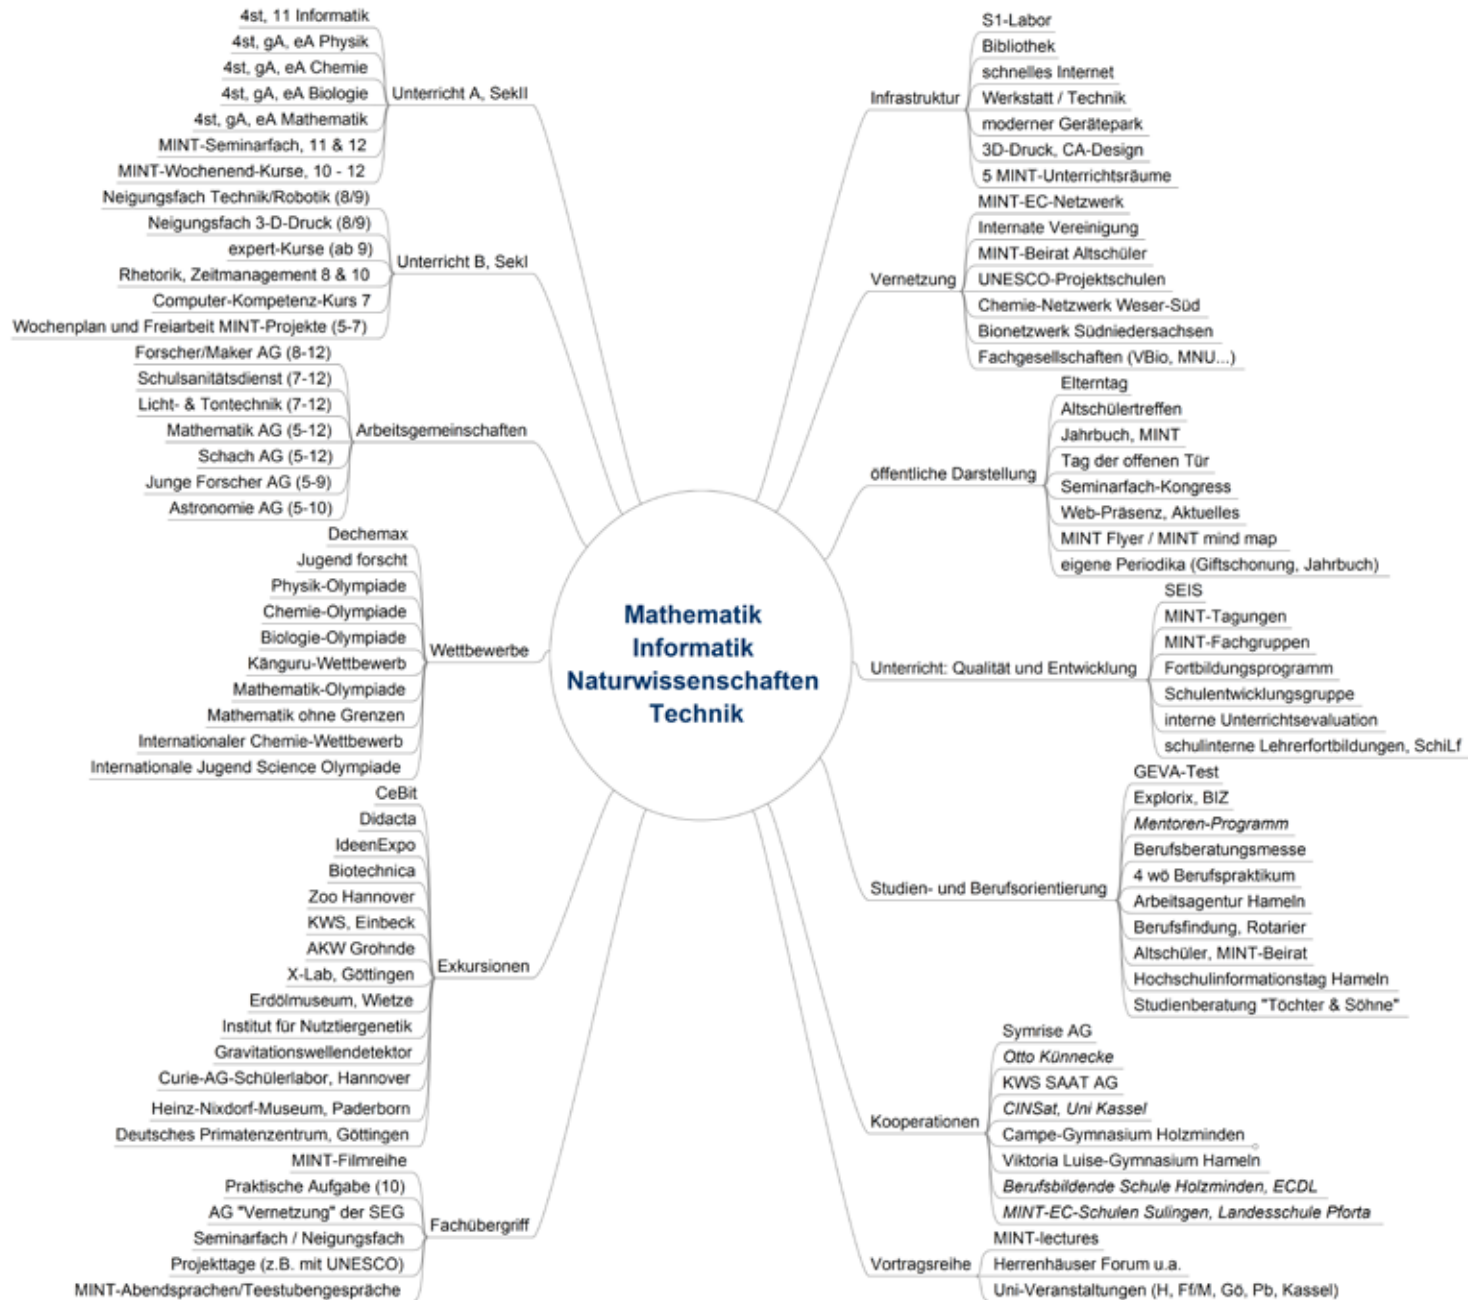 4st, 11 Informatik
4st, gA, eA Physik
4st, gA, eA Chemie
4st, gA, eA Biologie
4st, gA, eA Mathematik
MINT-Seminarfach, 11 & 12
MINT-Wochenend-Kurse, 10 - 12
Unterricht A, SekII
Neigungsfach Technik/Robotik (8/9)
Neigungsfach 3-D-Druck (8/9)
expert-Kurse (ab 9)
Rhetorik, Zeitmanagement 8 & 10
Computer-Kompetenz-Kurs 7
Wochenplan und Freiarbeit MINT-Projekte (5-7)
Unterricht B, SekI
Forscher/Maker AG (8-12)
Schulsanitätsdienst (7-12)
Licht- & Tontechnik (7-12)
Mathematik AG (5-12)
Schach AG (5-12)
Junge Forscher AG (5-9)
Astronomie AG (5-10)
Arbeitsgemeinschaften
Dechemax
Jugend forscht
Physik-Olympiade
Chemie-Olympiade
Biologie-Olympiade
Känguru-Wettbewerb
Mathematik-Olympiade
Mathematik ohne Grenzen
Internationaler Chemie-Wettbewerb
Internationale Jugend Science Olympiade
Wettbewerbe
CeBit
Didacta
IdeenExpo
Biotechnica
Zoo Hannover
KWS, Einbeck
AKW Grohnde
X-Lab, Göttingen
Erdölmuseum, Wietze
Institut für Nutztiergenetik
Gravitationswellendetektor
Curie-AG-Schülerlabor, Hannover
Heinz-Nixdorf-Museum, Paderborn
Deutsches Primatenzentrum, Göttingen
Exkursionen
MINT-Filmreihe
Praktische Aufgabe (10)
AG "Vernetzung" der SEG
Seminarfach / Neigungsfach
Projekttage (z.B. mit UNESCO)
MINT-Abendsprachen/Teestubengespräche
Fachübergriff
Mathematik
Informatik
Naturwissenschaften
Technik
Infrastruktur
S1-Labor
Bibliothek
schnelles Internet
Werkstatt / Technik
moderner Gerätepark
3D-Druck, CA-Design
5 MINT-Unterrichtsräume
Vernetzung
MINT-EC-Netzwerk
Internate Vereinigung
MINT-Beirat Altschüler
UNESCO-Projektschulen
Chemie-Netzwerk Weser-Süd
Bionetzwerk Südniedersachsen
Fachgesellschaften (VBio, MNU...)
öffentliche Darstellung
Elterntag
Altschülertreffen
Jahrbuch, MINT
Tag der offenen Tür
Seminarfach-Kongress
Web-Präsenz, Aktuelles
MINT Flyer / MINT mind map
eigene Periodika (Giftschonung, Jahrbuch)
Unterricht: Qualität und Entwicklung
SEIS
MINT-Tagungen
MINT-Fachgruppen
Fortbildungsprogramm
Schulentwicklungsgruppe
interne Unterrichtsevaluation
schulinterne Lehrerfortbildungen, SchiLf
Studien- und Berufsorientierung
GEVA-Test
Explorix, BIZ
Mentoren-Programm
Berufsberatungsmesse
4 wö Berufspraktikum
Arbeitsagentur Hameln
Berufsfindung, Rotarier
Altschüler, MINT-Beirat
Hochschulinformationstag Hameln
Studienberatung "Töchter & Söhne"
Kooperationen
Symrise AG
Otto Künnecke
KWS SAAT AG
CINSat, Uni Kassel
Campe-Gymnasium Holzminden
Viktoria Luise-Gymnasium Hameln
Berufsbildende Schule Holzminden, ECDL
MINT-EC-Schulen Sulingen, Landesschule Pforta
Vortragsreihe
MINT-lectures
Herrenhäuser Forum u.a.
Uni-Veranstaltungen (H, Ff/M, Gö, Pb, Kassel)